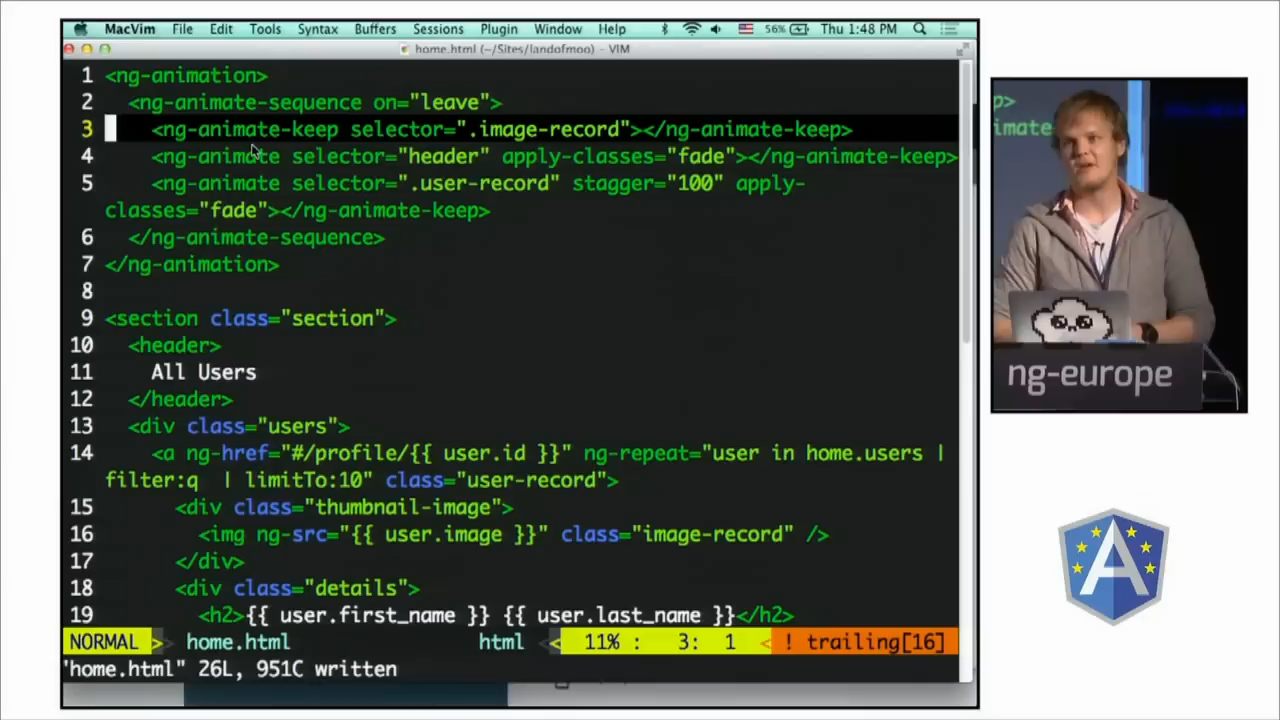 MacVim File Edit Tools Syntax Buffers Sessions Plugin Window Help 56% Thu 1:48 PM
home.html (~/Sites/landofmoo) - VIM
1 <ng-animation>
2 <ng-animate-sequence on="leave">
3 <ng-animate-keep selector=".image-record"></ng-animate-keep>
4 <ng-animate selector="header" apply-classes="fade"></ng-animate-keep>
5 <ng-animate selector=".user-record" stagger="100" apply-
classes="fade"></ng-animate-keep>
6 </ng-animate-sequence>
7 </ng-animation>
8
9 <section class="section">
10 <header>
11 All Users
12 </header>
13 <div class="users">
14 <a ng-href="#/profile/{{ user.id }}" ng-repeat="user in home.users |
filter:q | limitTo:10" class="user-record">
15 <div class="thumbnail-image">
16 <img ng-src="{{ user.image }}" class="image-record" />
17 </div>
18 <div class="details">
19 <h2>{{ user.first_name }} {{ user.last_name }}</h2>
NORMAL home.html html 11% : 3: 1 ! trailing[16]
"home.html" 26L, 951C written
ng-europe
A